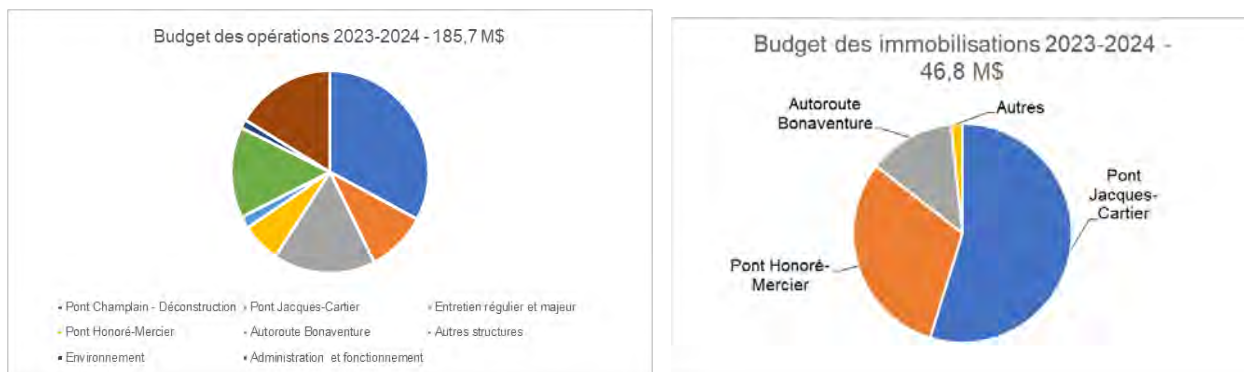 Budget des opérations 2023-2024 - 185,7 M$
Pont Champlain - Déconstruction
Pont Jacques-Cartier
Entretien régulier et majeur
Pont Honoré-Mercier
Autoroute Bonaventure
Autres structures
Environnement
Administration et fonctionnement
Budget des immobilisations 2023-2024 -
46,8 M$
Autoroute
Bonaventure
Autres
Pont
Jacques-
Cartier
Pont Honoré-
Mercier